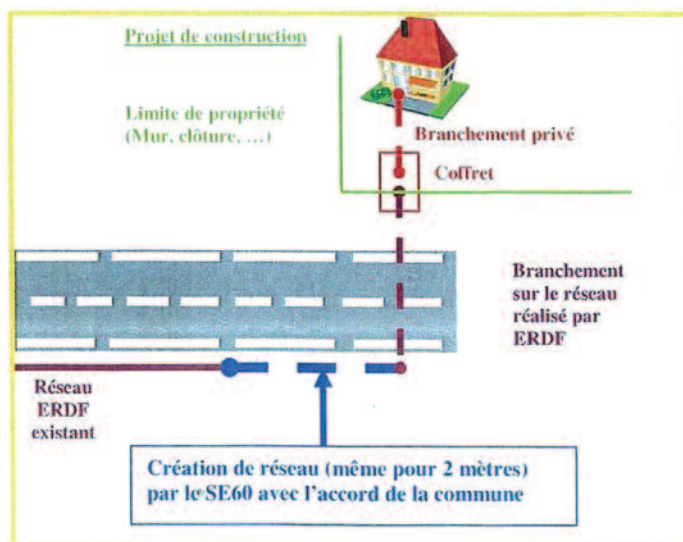 Projet de construction
Limite de propriété
(Mur, clôture, ...)
Branchement privé
Coffret
Branchement
sur le réseau
réalisé par
ERDF
Réseau
ERDF
existant
Création de réseau (même pour 2 mètres)
par le SE60 avec l'accord de la commune